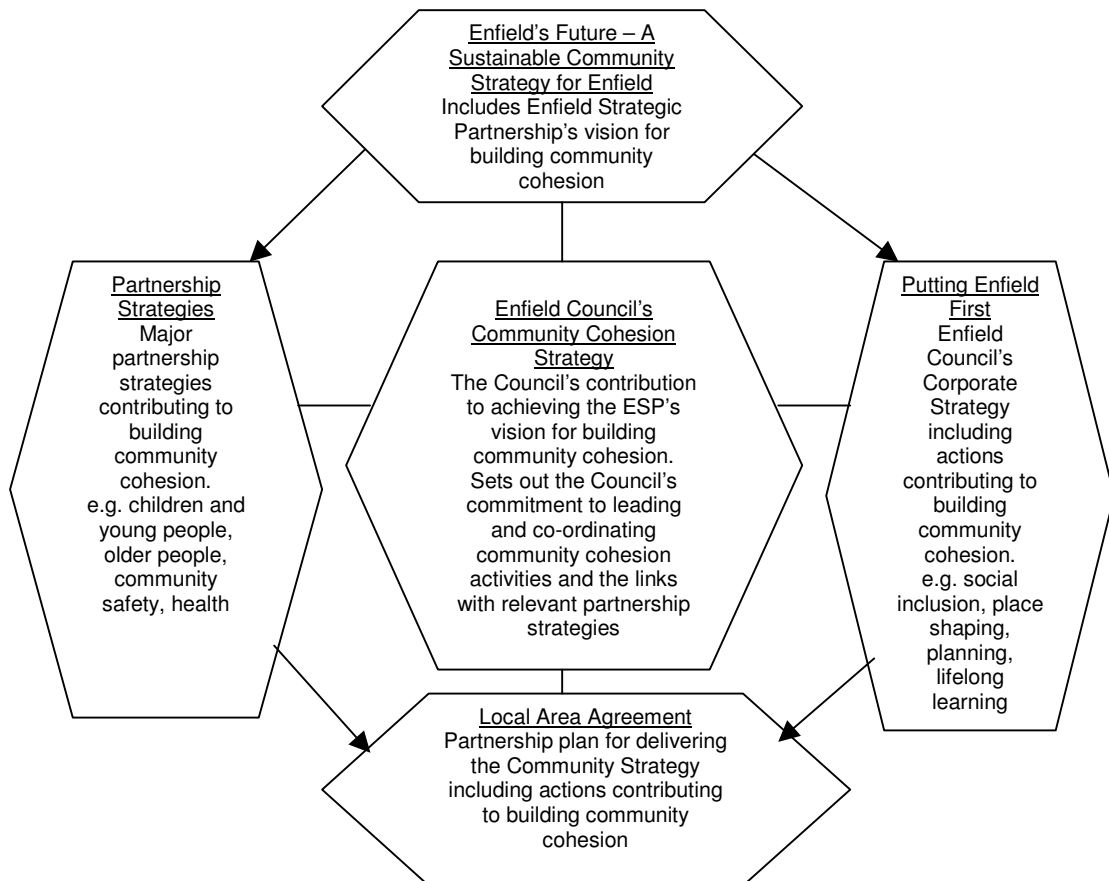 Enfield's Future – A
Sustainable Community
Strategy for Enfield
Includes Enfield Strategic
Partnership's vision for
building community
cohesion
Partnership
Strategies
Major
partnership
strategies
contributing to
building
community
cohesion.
e.g. children and
young people,
older people,
community
safety, health
Enfield Council's
Community Cohesion
Strategy
The Council's contribution
to achieving the ESP's
vision for building
community cohesion.
Sets out the Council's
commitment to leading
and co-ordinating
community cohesion
activities and the links
with relevant partnership
strategies
Putting Enfield
First
Enfield
Council's
Corporate
Strategy
including
actions
contributing to
building
community
cohesion.
e.g. social
inclusion, place
shaping,
planning,
lifelong
learning
Local Area Agreement
Partnership plan for delivering
the Community Strategy
including actions contributing
to building community
cohesion